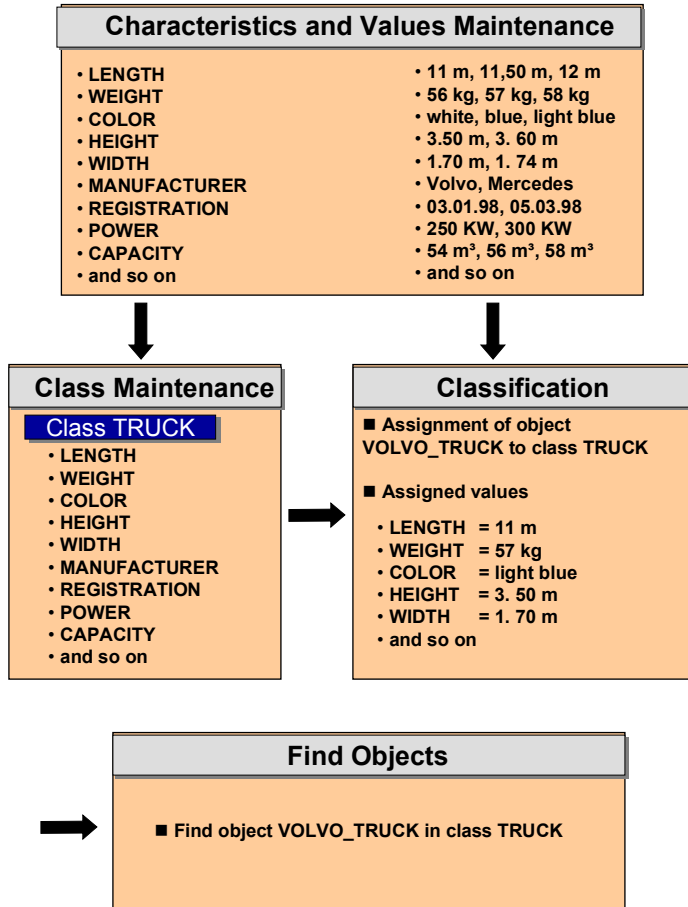 Characteristics and Values Maintenance
• LENGTH
• WEIGHT
• COLOR
• HEIGHT
• WIDTH
• MANUFACTURER
• REGISTRATION
• POWER
• CAPACITY
• and so on
• 11 m, 11,50 m, 12 m
• 56 kg, 57 kg, 58 kg
• white, blue, light blue
• 3.50 m, 3. 60 m
• 1.70 m, 1. 74 m
• Volvo, Mercedes
• 03.01.98, 05.03.98
• 250 KW, 300 KW
• 54 m³, 56 m³, 58 m³
• and so on
Class Maintenance
Class TRUCK
• LENGTH
• WEIGHT
• COLOR
• HEIGHT
• WIDTH
• MANUFACTURER
• REGISTRATION
• POWER
• CAPACITY
• and so on
Classification
■ Assignment of object
VOLVO_TRUCK to class TRUCK
■ Assigned values
• LENGTH = 11 m
• WEIGHT = 57 kg
• COLOR = light blue
• HEIGHT = 3. 50 m
• WIDTH = 1. 70 m
• and so on
Find Objects
■ Find object VOLVO_TRUCK in class TRUCK